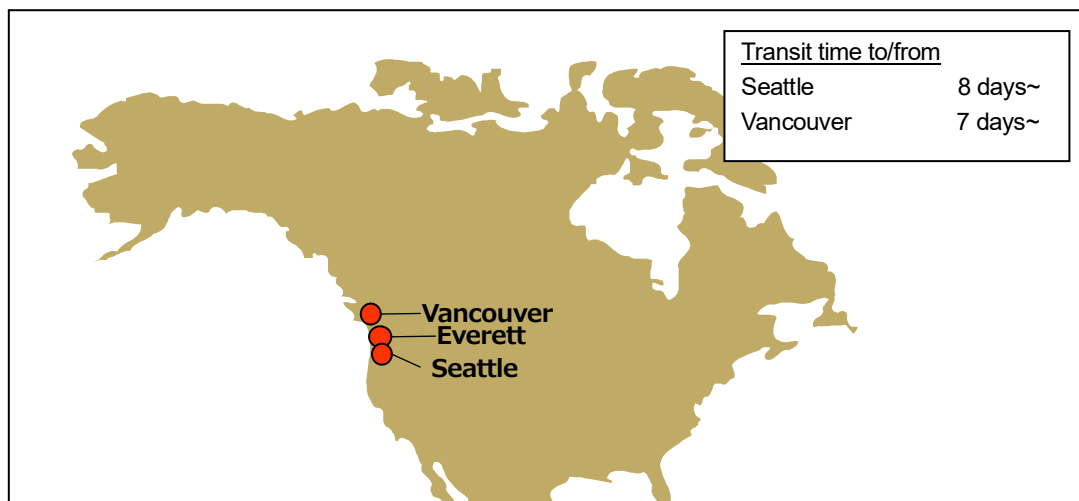 Transit time to/from
Seattle 8 days~
Vancouver 7 days~
Vancouver
Everett
Seattle